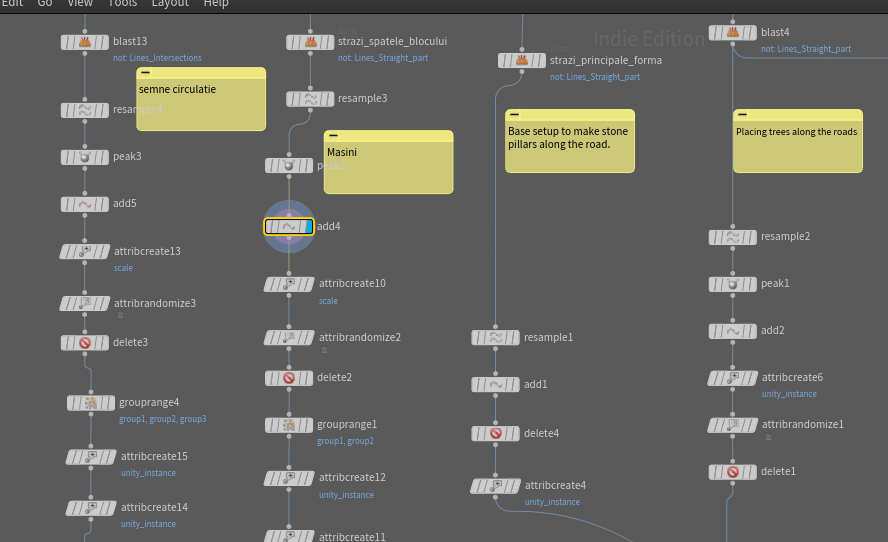 Edit Go View Tools Layout Help
Indie Edition
blast13
not: Lines_Intersections
semne circulatie
resample4
peak3
add5
attribcreate13
scale
attribrandomize3
delete3
grouprange4
group1, group2, group3
attribcreate15
unity_instance
attribcreate14
unity_instance
strazi_spatele_blocului
not: Lines_Straight_part
resample3
Masini
add4
attribcreate10
scale
attribrandomize2
delete2
grouprange1
group1, group2
attribcreate12
unity_instance
attribcreate11
strazi_principale_forma
not: Lines_Straight_part
Base setup to make stone
pillars along the road.
resample1
add1
delete4
attribcreate4
unity_instance
blast4
not: Lines_Straight_part
Placing trees along the roads
resample2
peak1
add2
attribcreate6
unity_instance
attribrandomize1
delete1